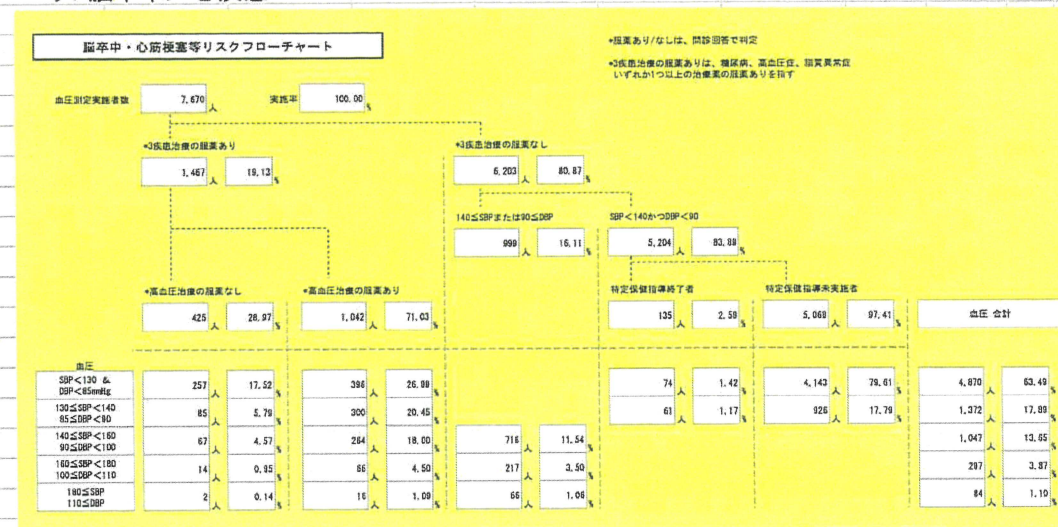 脳卒中・心筋梗塞等リスクフローチャート
*服薬あり/なしは、問診回答で判定
*3疾患治療の服薬ありは、糖尿病、高血圧症、脂質異常症
いずれか1つ以上の治療薬の服薬ありを指す
血圧測定実施者数 7,670 人 実施率 100.00 %
*3疾患治療の服薬あり *3疾患治療の服薬なし
1,467 人 19.13 % 6,203 人 80.87 %
140≦SBPまたは90≦DBP SBP<140かつDBP<90
999 人 16.11 % 5,204 人 83.89 %
*高血圧治療の服薬なし *高血圧治療の服薬あり 特定保健指導終了者 特定保健指導未実施者
425 人 28.97 % 1,042 人 71.03 % 135 人 2.59 % 5,069 人 97.41 % 血圧 合計
血圧
SBP<130 &
DBP<85mmHg
257 人 17.52 % 396 人 26.99 % 74 人 1.42 % 4,143 人 79.61 % 4,870 人 63.49 %
130≦SBP<140
85≦DBP<90
85 人 5.79 % 300 人 20.45 % 61 人 1.17 % 926 人 17.79 % 1,372 人 17.89 %
140≦SBP<160
90≦DBP<100
67 人 4.57 % 264 人 18.00 % 716 人 11.54 % 1,047 人 13.65 %
160≦SBP<180
100≦DBP<110
14 人 0.95 % 66 人 4.50 % 217 人 3.50 % 297 人 3.87 %
180≦SBP
110≦DBP
2 人 0.14 % 16 人 1.09 % 66 人 1.06 % 84 人 1.10 %